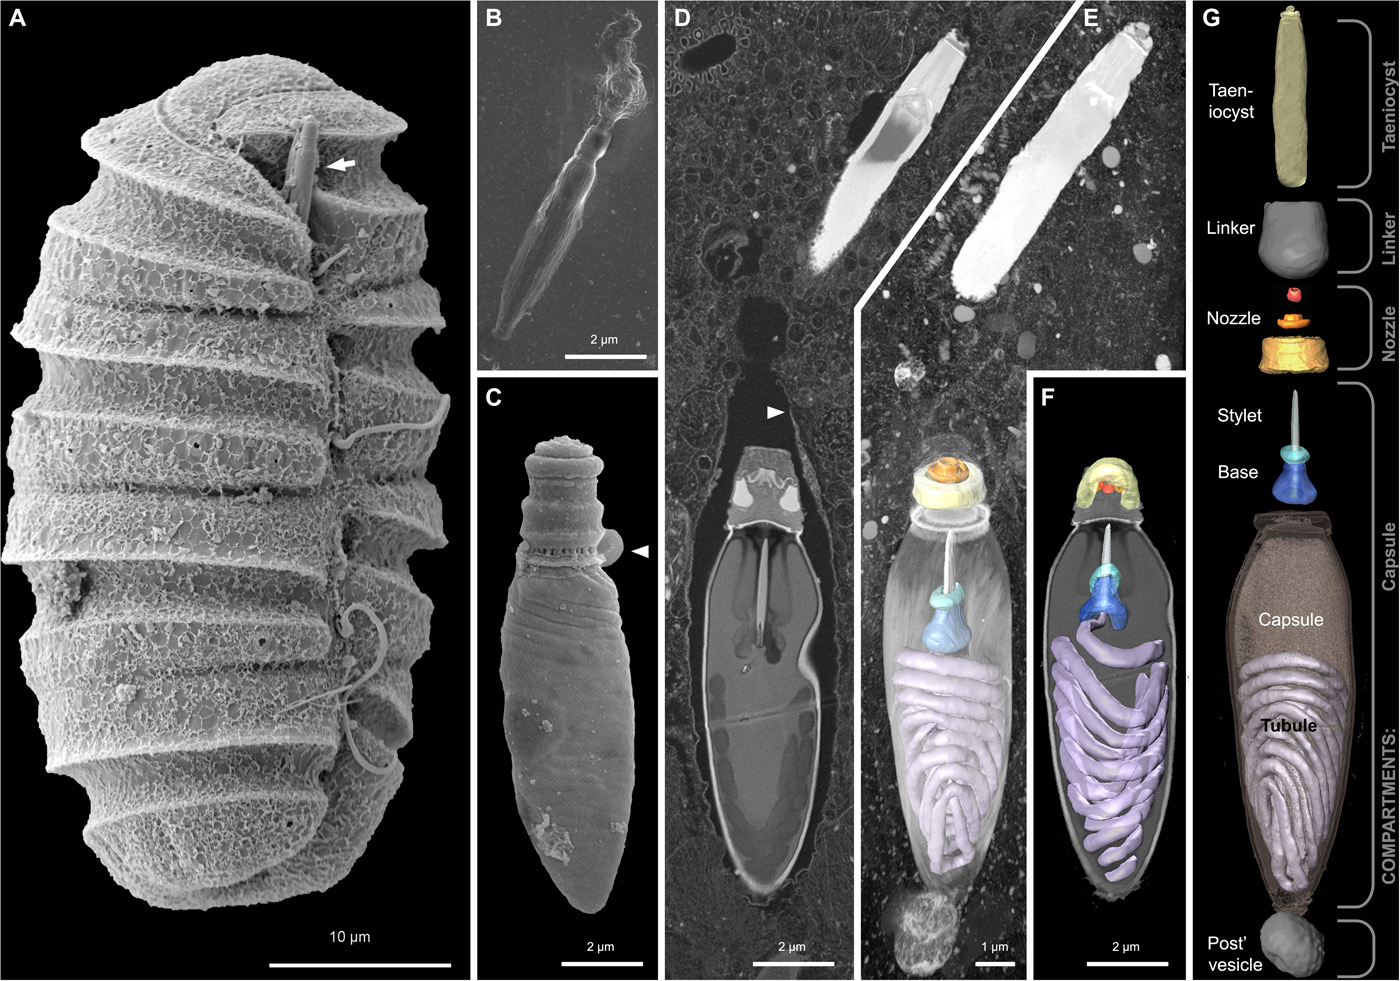 A
B
C
D
E
F
G
10 µm
2 µm
2 µm
2 µm
1 µm
2 µm
Taen-
iocyst
Linker
Nozzle
Stylet
Base
Capsule
Tubule
Post’
vesicle
Taeniocyst
Linker
Nozzle
Capsule
COMPARTMENTS: